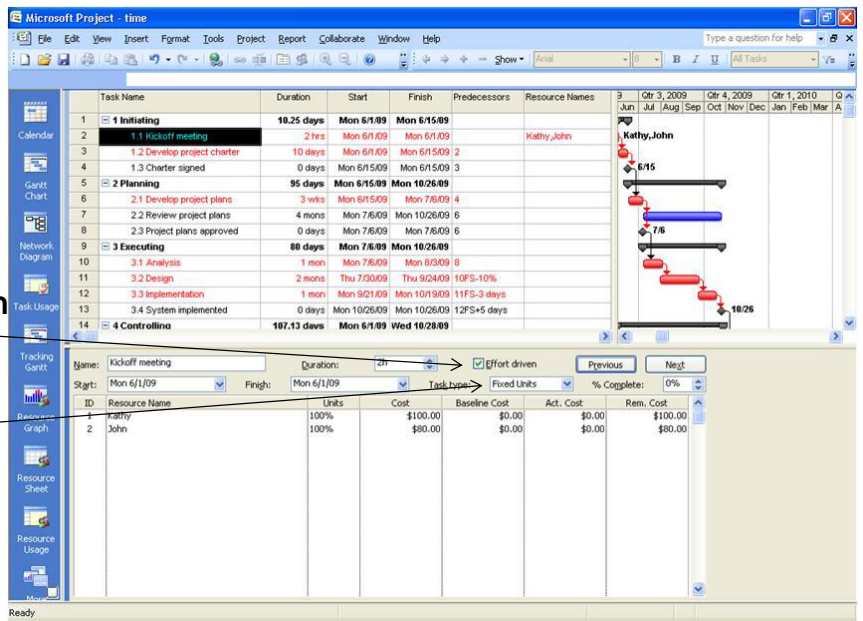 Microsoft Project - time
File Edit View Insert Format Tools Project Report Collaborate Window Help
Type a question for help
Show Arial 8 B I U All Tasks
Task Name Duration Start Finish Predecessors Resource Names
9 Qtr 3, 2009 Qtr 4, 2009 Qtr 1, 2010 Q
Jun Jul Aug Sep Oct Nov Dec Jan Feb Mar A
1 1 Initiating 10.25 days Mon 6/1/09 Mon 6/15/09
2 1.1 Kickoff meeting 2 hrs Mon 6/1/09 Mon 6/1/09 Kathy,John Kathy,John
3 1.2 Develop project charter 10 days Mon 6/1/09 Mon 6/15/09 2
4 1.3 Charter signed 0 days Mon 6/15/09 Mon 6/15/09 3 6/15
5 2 Planning 95 days Mon 6/15/09 Mon 10/26/09
6 2.1 Develop project plans 3 wks Mon 6/15/09 Mon 7/6/09 4
7 2.2 Review project plans 4 mons Mon 7/6/09 Mon 10/26/09 6
8 2.3 Project plans approved 0 days Mon 7/6/09 Mon 7/6/09 6 7/6
9 3 Executing 80 days Mon 7/6/09 Mon 10/26/09
10 3.1 Analysis 1 mon Mon 7/6/09 Mon 8/3/09 8
11 3.2 Design 2 mons Thu 7/30/09 Thu 9/24/09 10FS-10%
12 3.3 Implementation 1 mon Mon 9/21/09 Mon 10/19/09 11FS-3 days
13 3.4 System implemented 0 days Mon 10/26/09 Mon 10/26/09 12FS+5 days 10/26
14 4 Controlling 107.13 days Mon 6/1/09 Wed 10/28/09
Calendar
Gantt
Chart
Network
Diagram
Task Usage
Tracking
Gantt
Resource
Graph
Resource
Sheet
Resource
Usage
More
Name: Kickoff meeting Duration: 2h Effort driven Previous Next
Start: Mon 6/1/09 Finish: Mon 6/1/09 Task type: Fixed Units % Complete: 0%
ID Resource Name Units Cost Baseline Cost Act. Cost Rem. Cost
1 Kathy 100% $100.00 $0.00 $0.00 $100.00
2 John 100% $80.00 $0.00 $0.00 $80.00
Ready